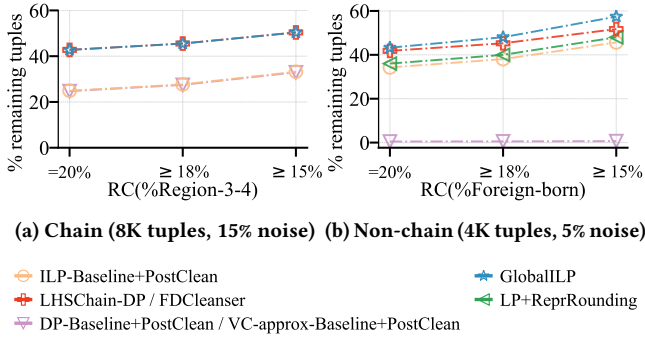 60
40
20
0
% remaining tuples
=20%
≥ 18%
≥ 15%
RC(%Region-3-4)
60
40
20
0
% remaining tuples
=20%
≥ 18%
≥ 15%
RC(%Foreign-born)
(a) Chain (8K tuples, 15% noise)
(b) Non-chain (4K tuples, 5% noise)
ILP-Baseline+PostClean
GlobalILP
LHSChain-DP / FDCleanser
LP+ReprRounding
DP-Baseline+PostClean / VC-approx-Baseline+PostClean